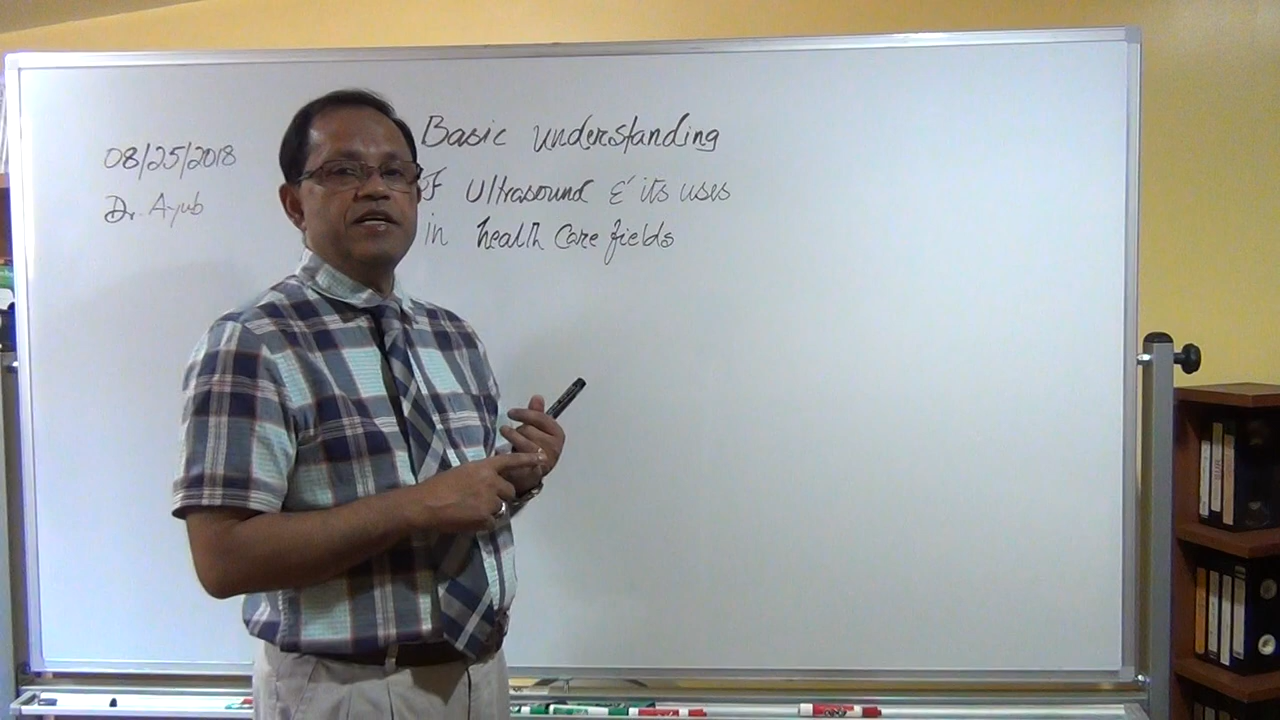 08/25/2018
Dr. Ayub
Basic understanding
of Ultrasound & its uses
in health care fields